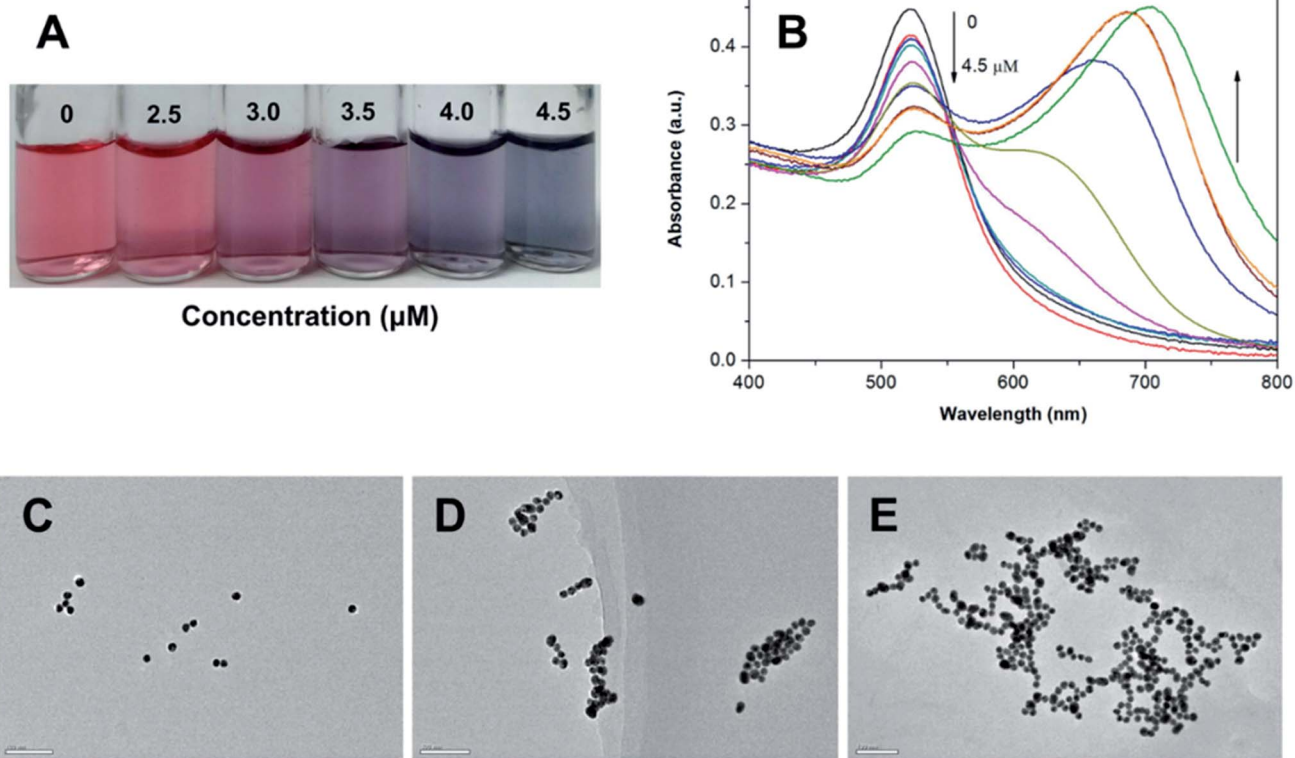 A
0 2.5 3.0 3.5 4.0 4.5
Concentration (µM)
B
0
4.5 µM
0.4
0.3
0.2
0.1
0.0
400 500 600 700 800
Absorbance (a.u.)
Wavelength (nm)
C
D
E